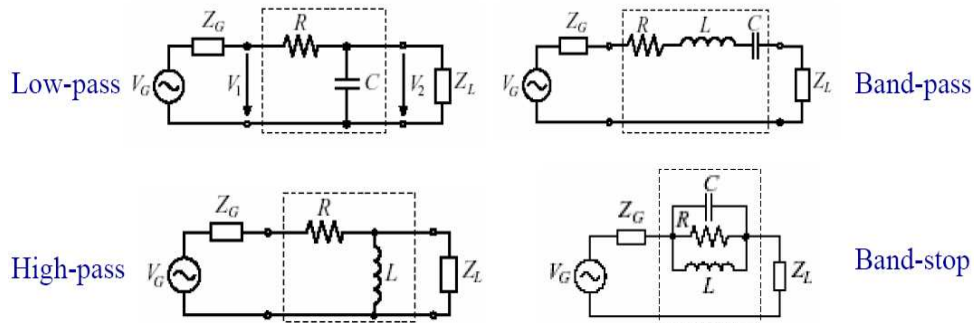 Low-pass
Z_G
R
V_G
V_1
C
V_2
Z_L
Band-pass
Z_G
R
L
C
V_G
Z_L
High-pass
Z_G
R
V_G
L
Z_L
Band-stop
C
Z_G
R
V_G
L
Z_L